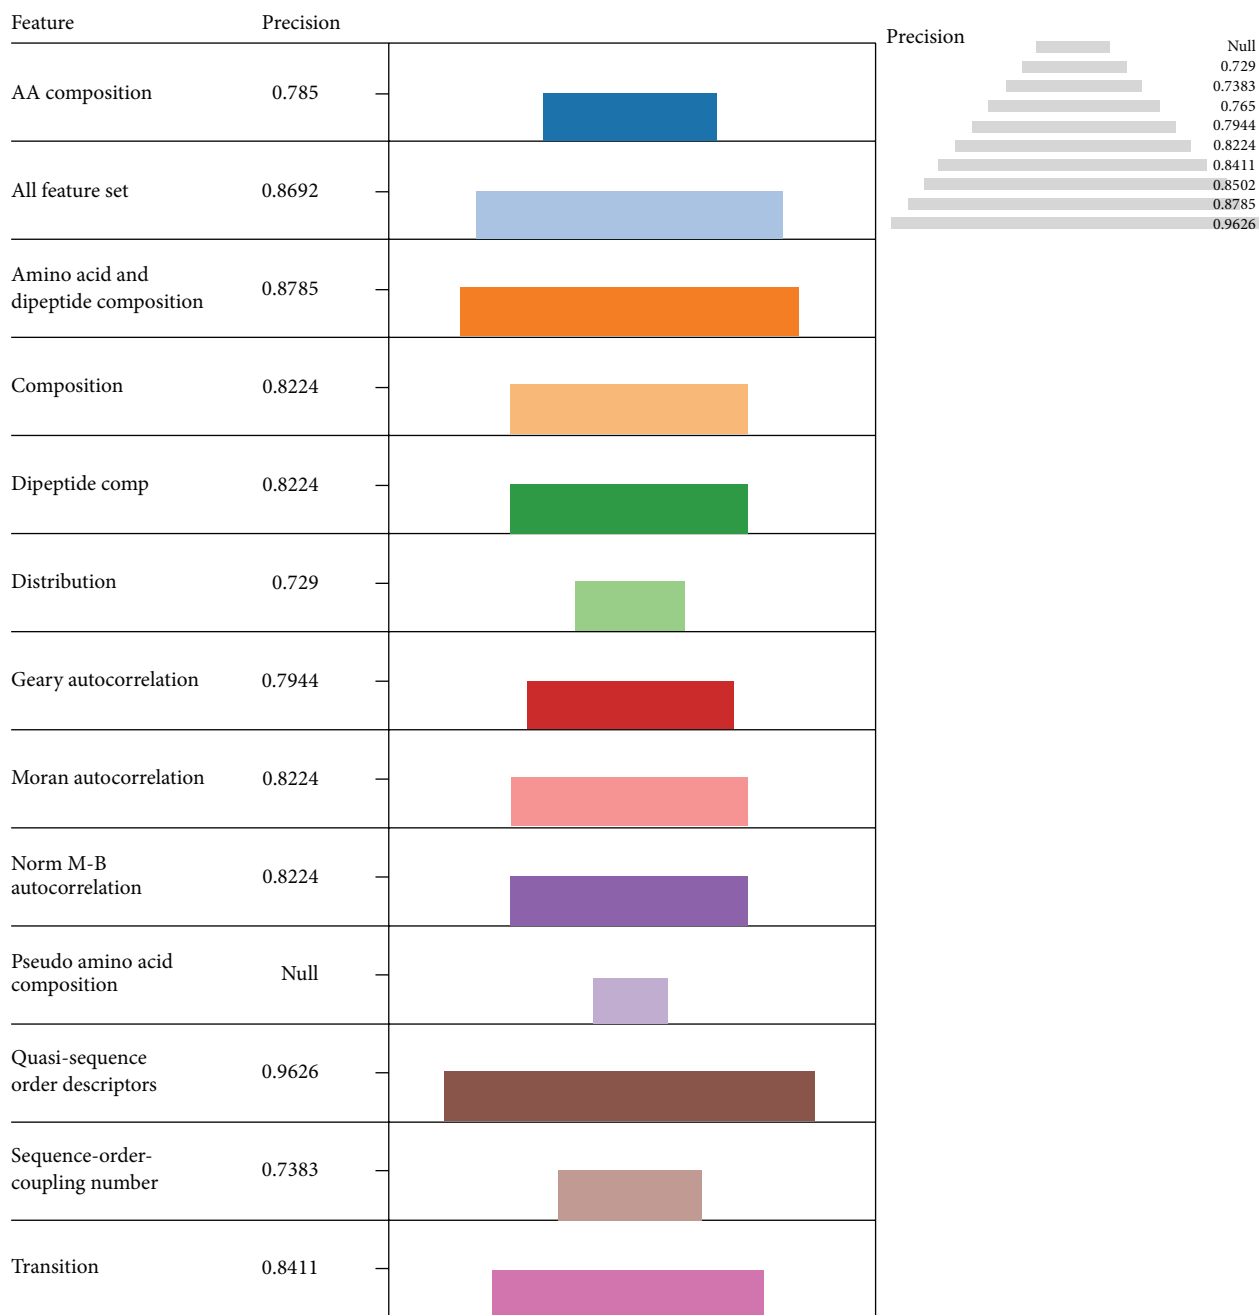 Feature Precision
AA composition 0.785
All feature set 0.8692
Amino acid and
dipeptide composition 0.8785
Composition 0.8224
Dipeptide comp 0.8224
Distribution 0.729
Geary autocorrelation 0.7944
Moran autocorrelation 0.8224
Norm M-B
autocorrelation 0.8224
Pseudo amino acid
composition Null
Quasi-sequence
order descriptors 0.9626
Sequence-order-
coupling number 0.7383
Transition 0.8411
Precision
Null
0.729
0.7383
0.765
0.7944
0.8224
0.8411
0.8502
0.8785
0.9626